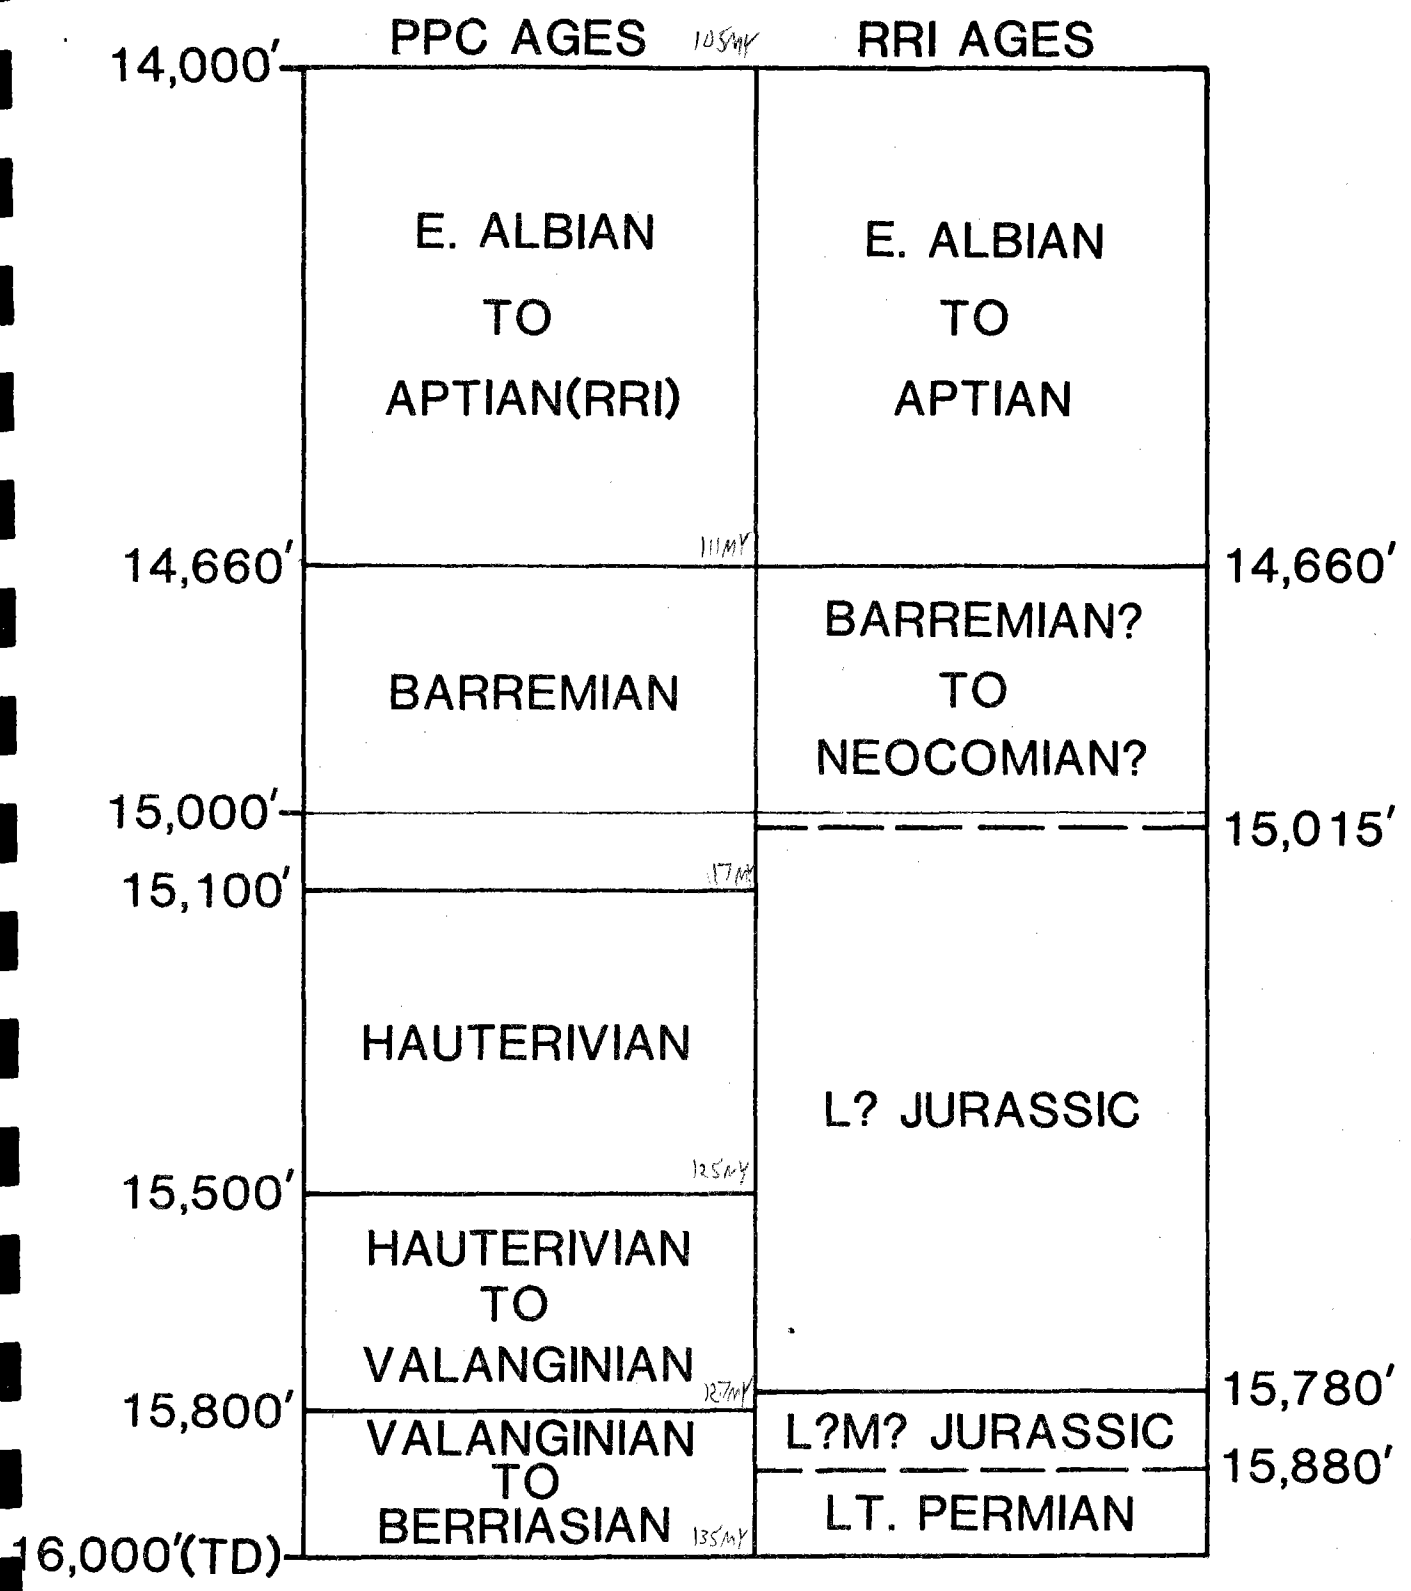 PPC AGES 105MY RRI AGES
14,000'
E. ALBIAN
TO
APTIAN(RRI)
E. ALBIAN
TO
APTIAN
111MY
14,660' 14,660'
BARREMIAN
BARREMIAN?
TO
NEOCOMIAN?
15,000'
15,015'
15,100'
HAUTERIVIAN
L? JURASSIC
125MY
15,500'
HAUTERIVIAN
TO
VALANGINIAN
127MY
15,780'
15,800'
VALANGINIAN
TO
BERRIASIAN
135MY
L?M? JURASSIC
15,880'
LT. PERMIAN
16,000'(TD)